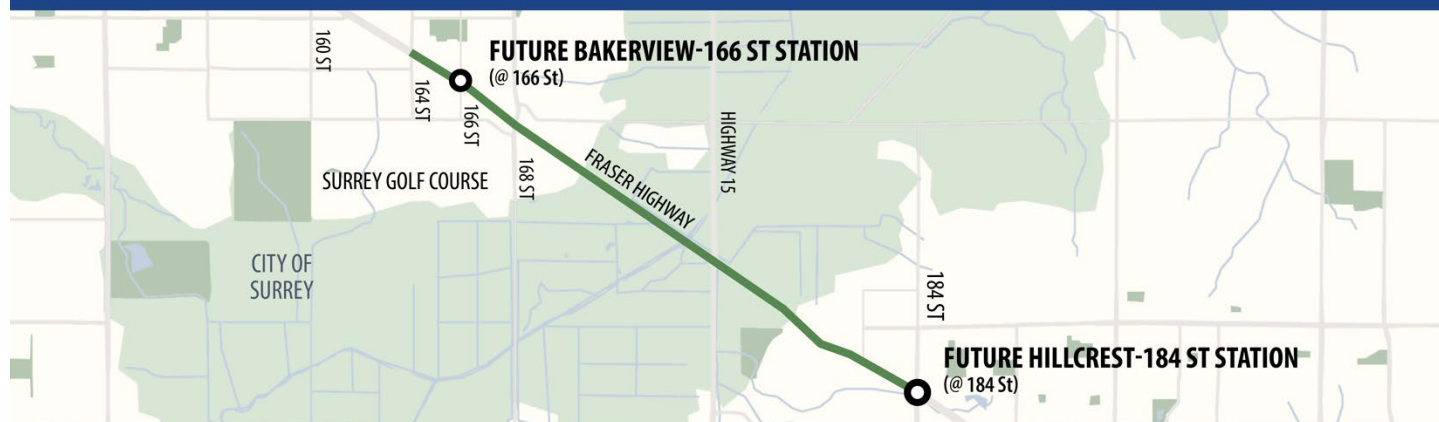 160 ST
FUTURE BAKERVIEW-166 ST STATION
(@ 166 St)
164 ST
166 ST
HIGHWAY 15
FRASER HIGHWAY
SURREY GOLF COURSE
168 ST
CITY OF
SURREY
184 ST
FUTURE HILLCREST-184 ST STATION
(@ 184 St)